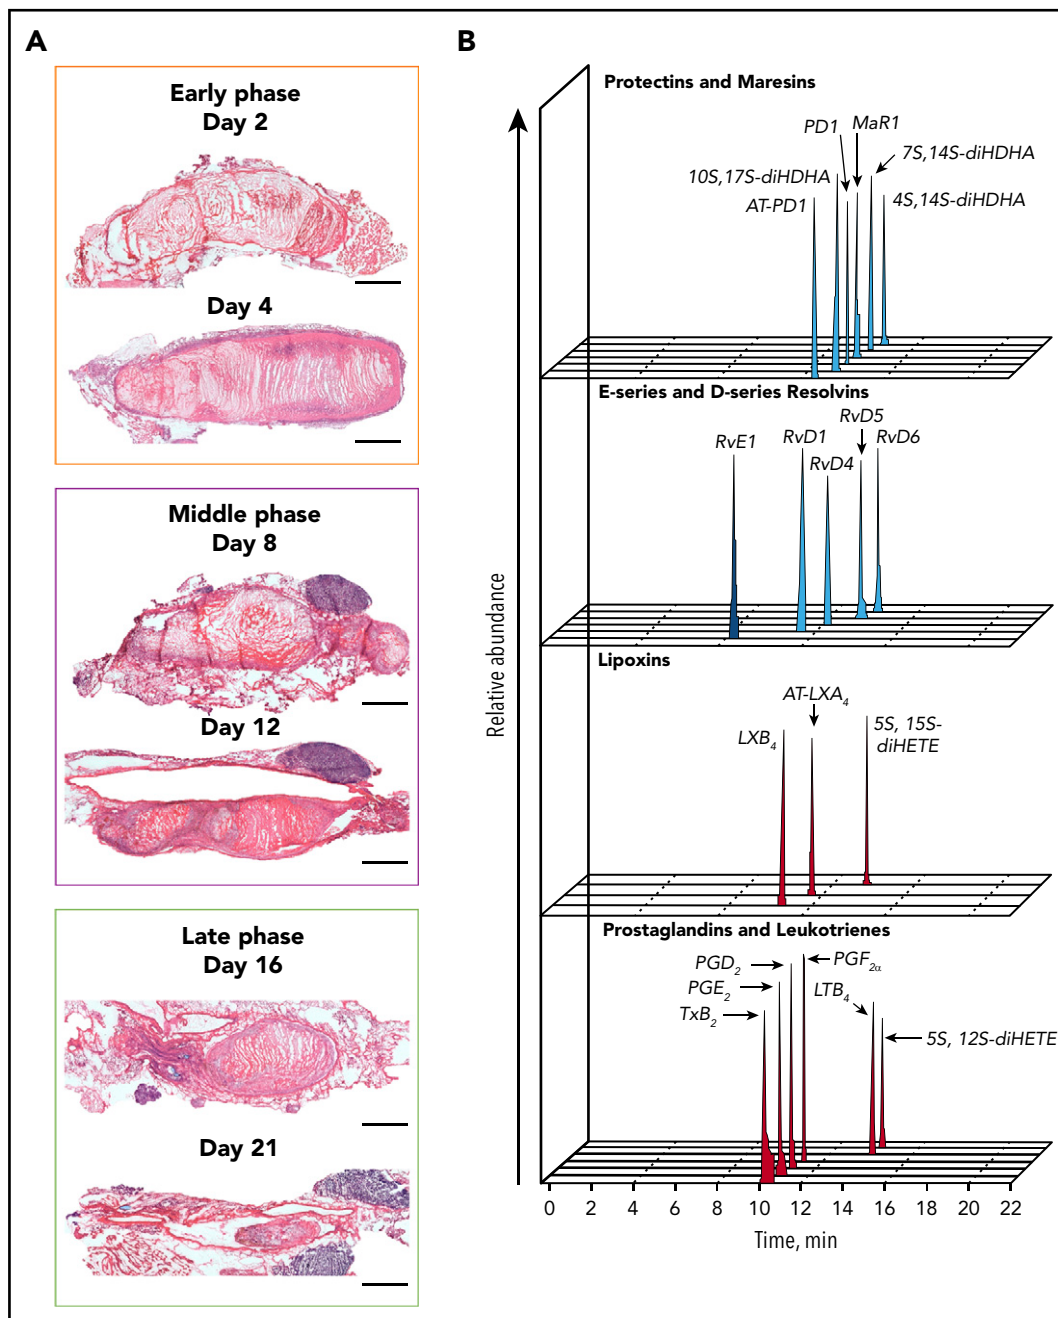 A
Early phase
Day 2
Day 4
Middle phase
Day 8
Day 12
Late phase
Day 16
Day 21
B
Relative abundance
Protectins and Maresins
PD1
MaR1
7S,14S-diHDHA
10S,17S-diHDHA
AT-PD1
4S,14S-diHDHA
E-series and D-series Resolvins
RvD5
RvE1
RvD1
RvD6
RvD4
Lipoxins
AT-LXA4
LXB4
5S, 15S-
diHETE
Prostaglandins and Leukotrienes
PGD2
PGF2α
PGE2
LTB4
TxB2
5S, 12S-diHETE
0 2 4 6 8 10 12 14 16 18 20 22
Time, min